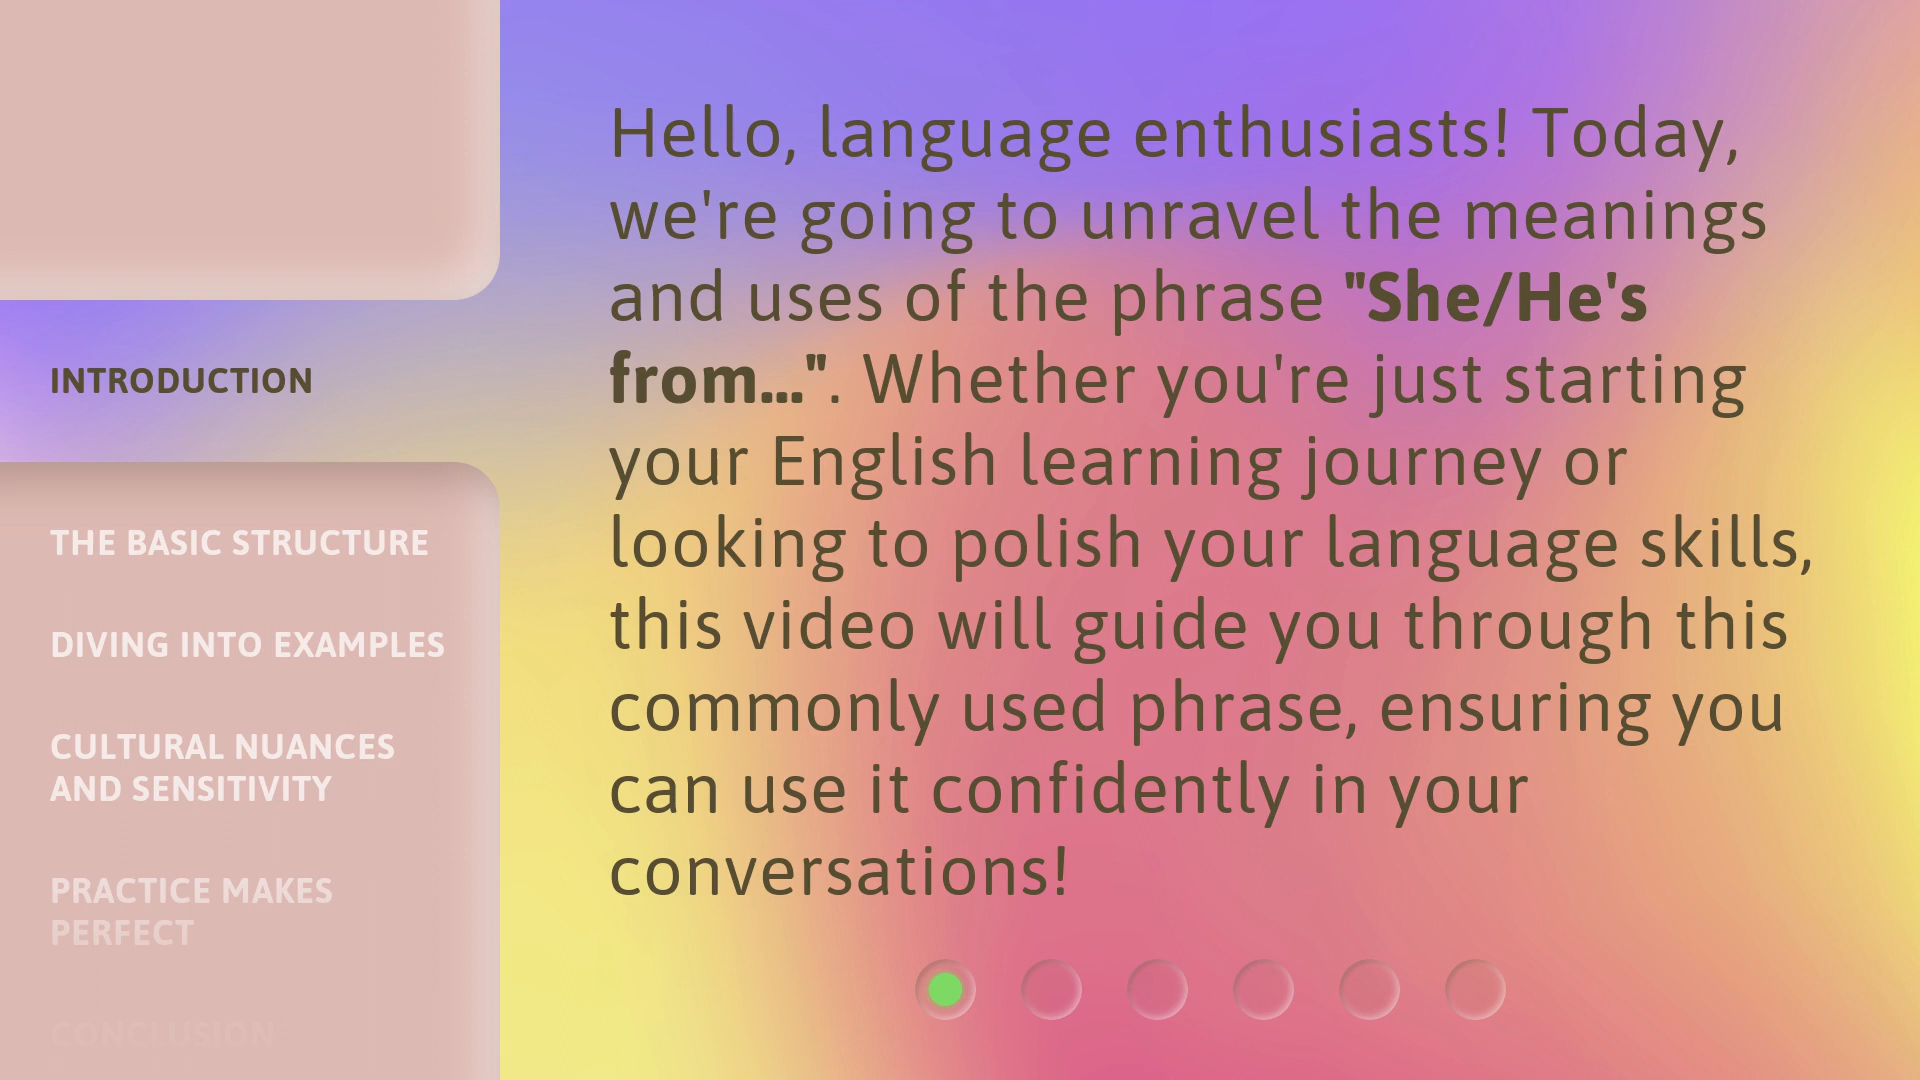 INTRODUCTION
THE BASIC STRUCTURE
DIVING INTO EXAMPLES
CULTURAL NUANCES
AND SENSITIVITY
PRACTICE MAKES
PERFECT
CONCLUSION
Hello, language enthusiasts! Today,
we're going to unravel the meanings
and uses of the phrase "She/He's
from...". Whether you're just starting
your English learning journey or
looking to polish your language skills,
this video will guide you through this
commonly used phrase, ensuring you
can use it confidently in your
conversations!